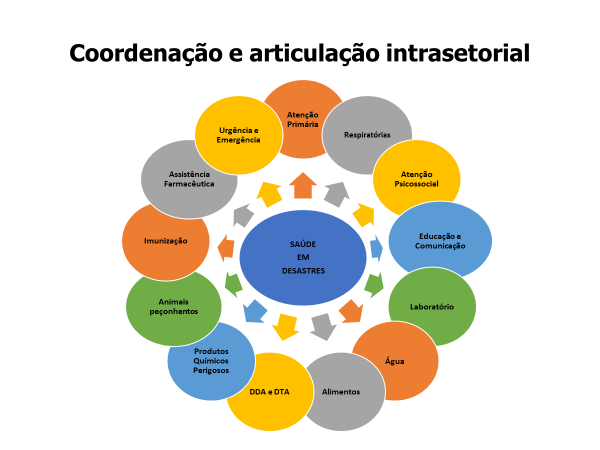 Coordenação e articulação intrasetorial
Atenção
Primária
Respiratórias
Atenção
Psicossocial
Educação e
Comunicação
Laboratório
Água
Alimentos
DDA e DTA
Produtos
Químicos
Perigosos
Animais
peçonhentos
Imunização
Assistência
Farmacêutica
Urgência e
Emergência
SAÚDE
EM
DESASTRES